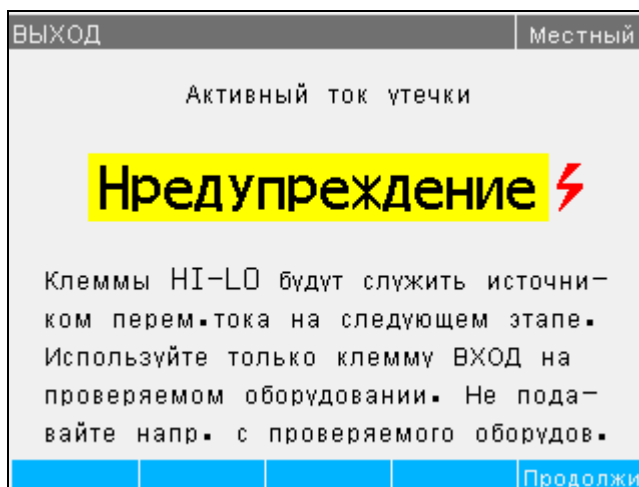 ВЫХОД Местный
Активный ток утечки
Нредупреждение
Клеммы HI-LO будут служить источни-
ком перем.тока на следующем этапе.
Используйте только клемму ВХОД на
проверяемом оборудовании. Не пода-
вайте напр. с проверяемого оборудов.
Продолжи